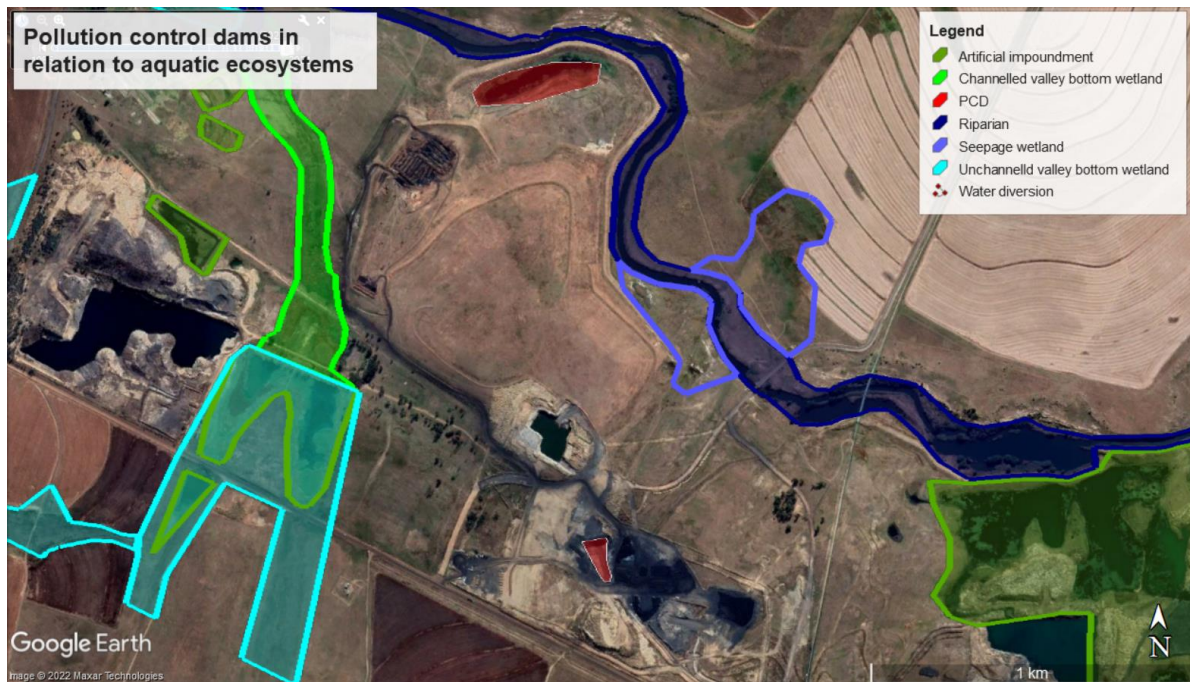 Pollution control dams in
relation to aquatic ecosystems
Legend
Artificial impoundment
Channelled valley bottom wetland
PCD
Riparian
Seepage wetland
Unchannelld valley bottom wetland
Water diversion
Google Earth
Image © 2022 Maxar Technologies
1 km
N